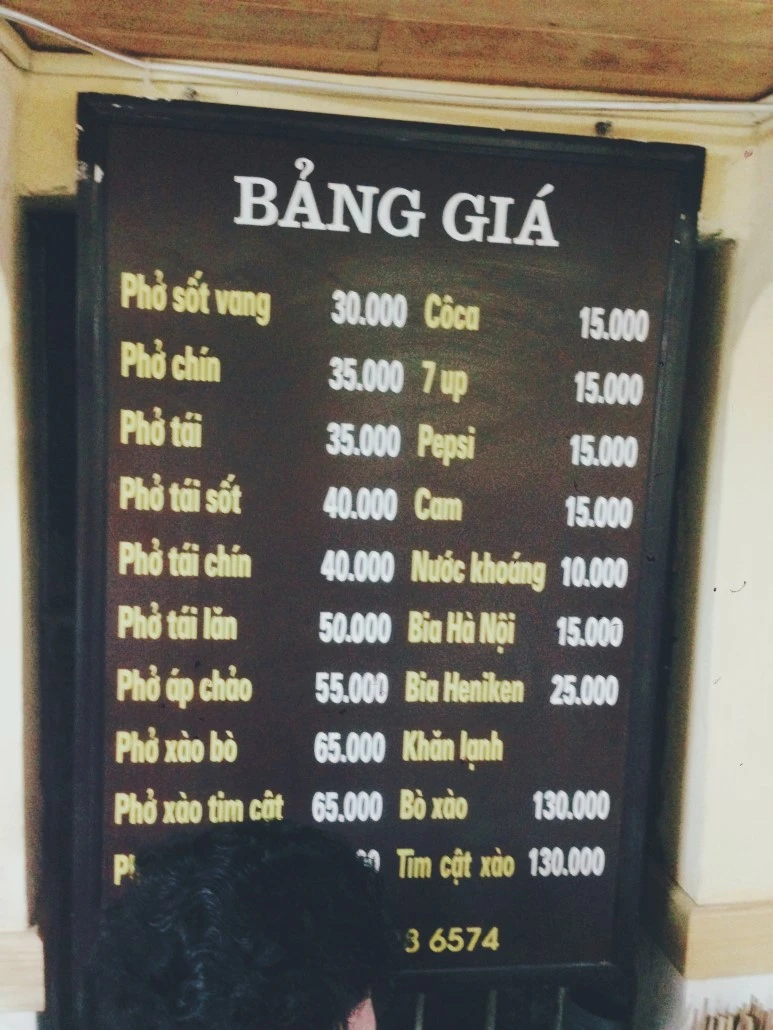 BẢNG GIÁ
Phở sốt vang 30.000 Côca 15.000
Phở chín 35.000 7 up 15.000
Phở tái 35.000 Pepsi 15.000
Phở tái sốt 40.000 Cam 15.000
Phở tái chín 40.000 Nước khoáng 10.000
Phở tái lăn 50.000 Bia Hà Nội 15.000
Phở áp chảo 55.000 Bia Heniken 25.000
Phở xào bò 65.000 Khăn lạnh
Phở xào tim cật 65.000 Bò xào 130.000
Tim cật xào 130.000
6574